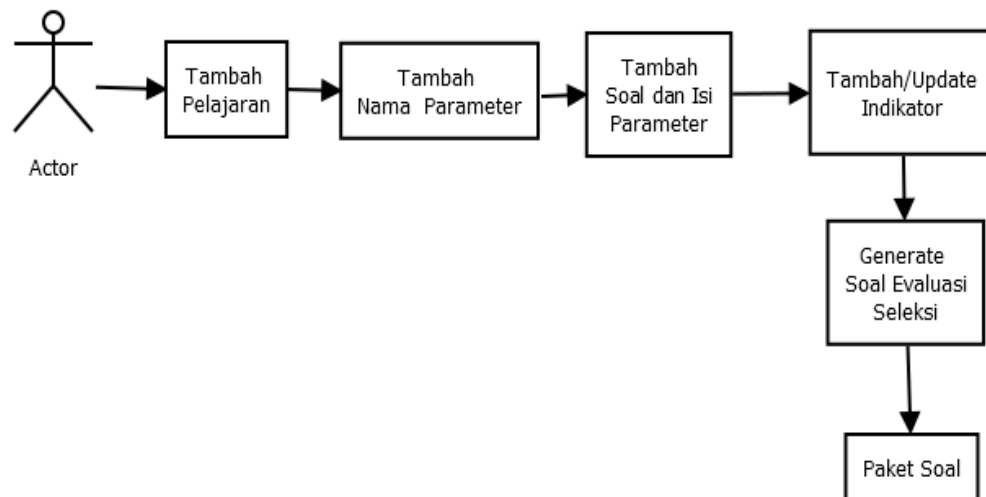 Actor
Tambah
Pelajaran
Tambah
Nama Parameter
Tambah
Soal dan Isi
Parameter
Tambah/Update
Indikator
Generate
Soal Evaluasi
Seleksi
Paket Soal